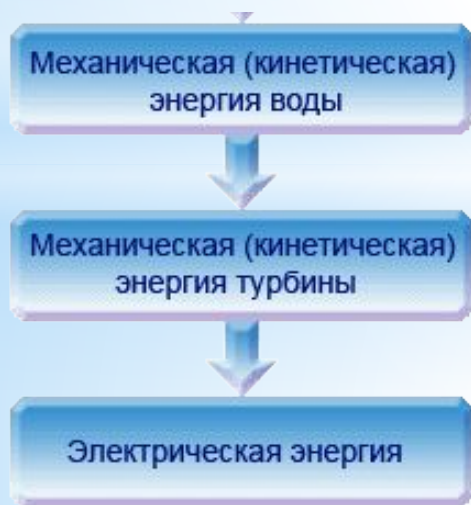 Механическая (кинетическая)
энергия воды
Механическая (кинетическая)
энергия турбины
Электрическая энергия